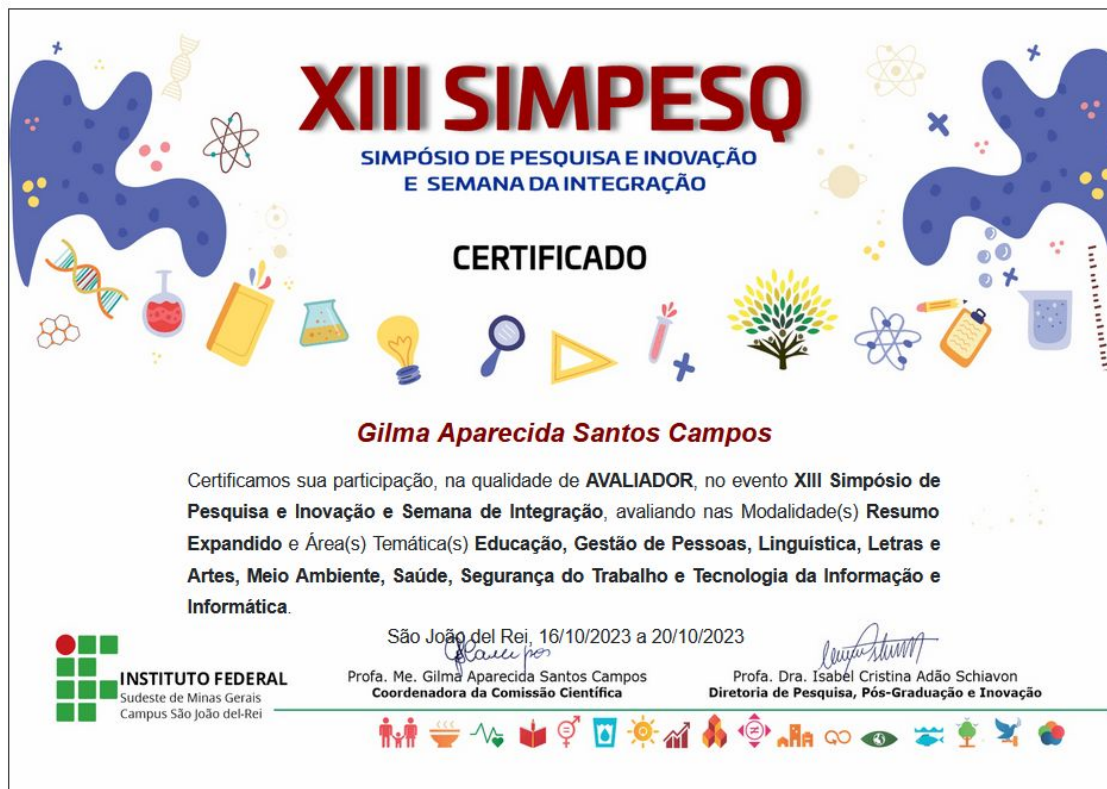 XIII SIMPESQ
SIMPÓSIO DE PESQUISA E INOVAÇÃO
E SEMANA DA INTEGRAÇÃO
CERTIFICADO
Gilma Aparecida Santos Campos
Certificamos sua participação, na qualidade de AVALIADOR, no evento XIII Simpósio de
Pesquisa e Inovação e Semana de Integração, avaliando nas Modalidade(s) Resumo
Expandido e Área(s) Temática(s) Educação, Gestão de Pessoas, Linguística, Letras e
Artes, Meio Ambiente, Saúde, Segurança do Trabalho e Tecnologia da Informação e
Informática.
São João del Rei, 16/10/2023 a 20/10/2023
INSTITUTO FEDERAL
Sudeste de Minas Gerais
Campus São João del-Rei
Profa. Me. Gilma Aparecida Santos Campos
Coordenadora da Comissão Científica
Profa. Dra. Isabel Cristina Adão Schiavon
Diretoria de Pesquisa, Pós-Graduação e Inovação